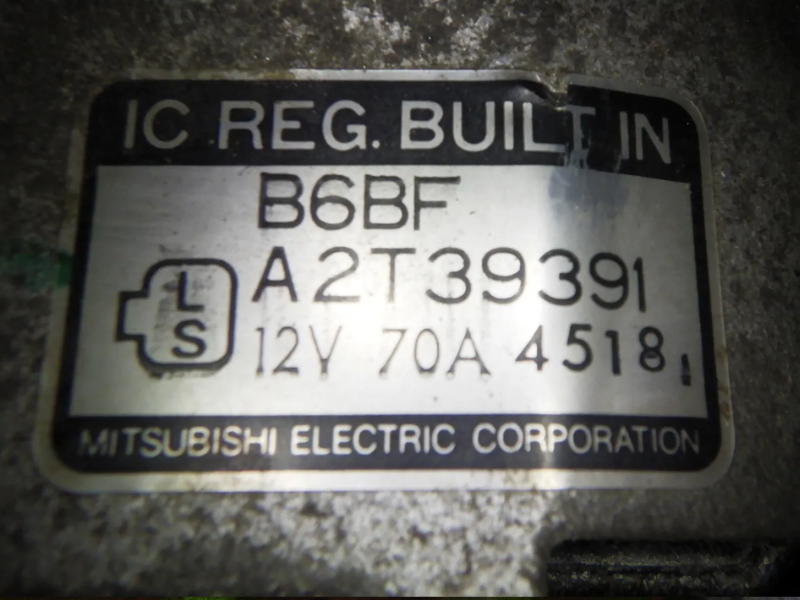 IC REG. BUILT IN
B6BF
L
S
A2T39391
12V 70A 4518
MITSUBISHI ELECTRIC CORPORATION